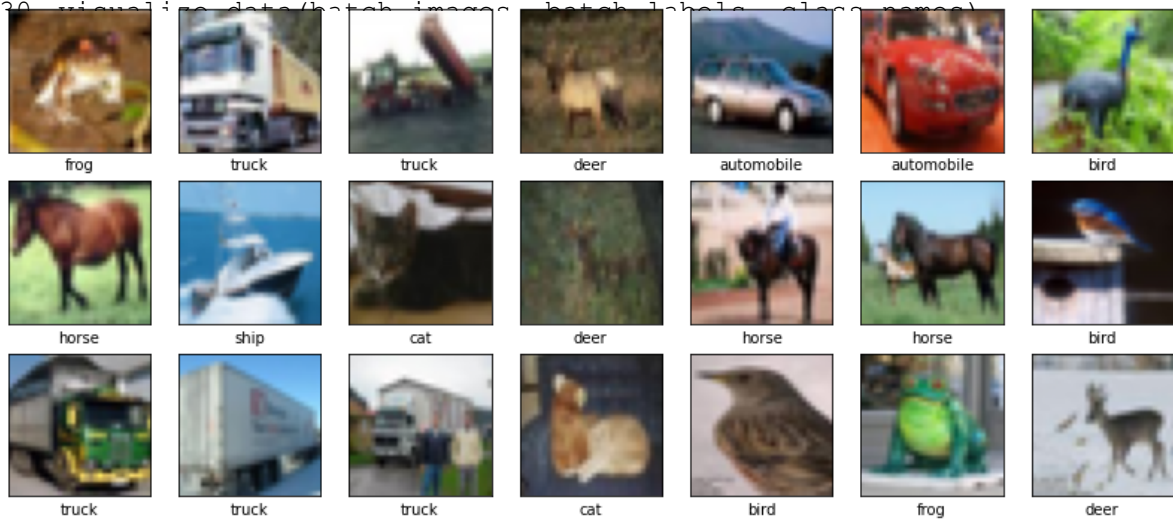 30 visualize_data(batch_images, batch_labels, class_names)
frog truck truck deer automobile automobile bird
horse ship cat deer horse horse bird
truck truck truck cat bird frog deer